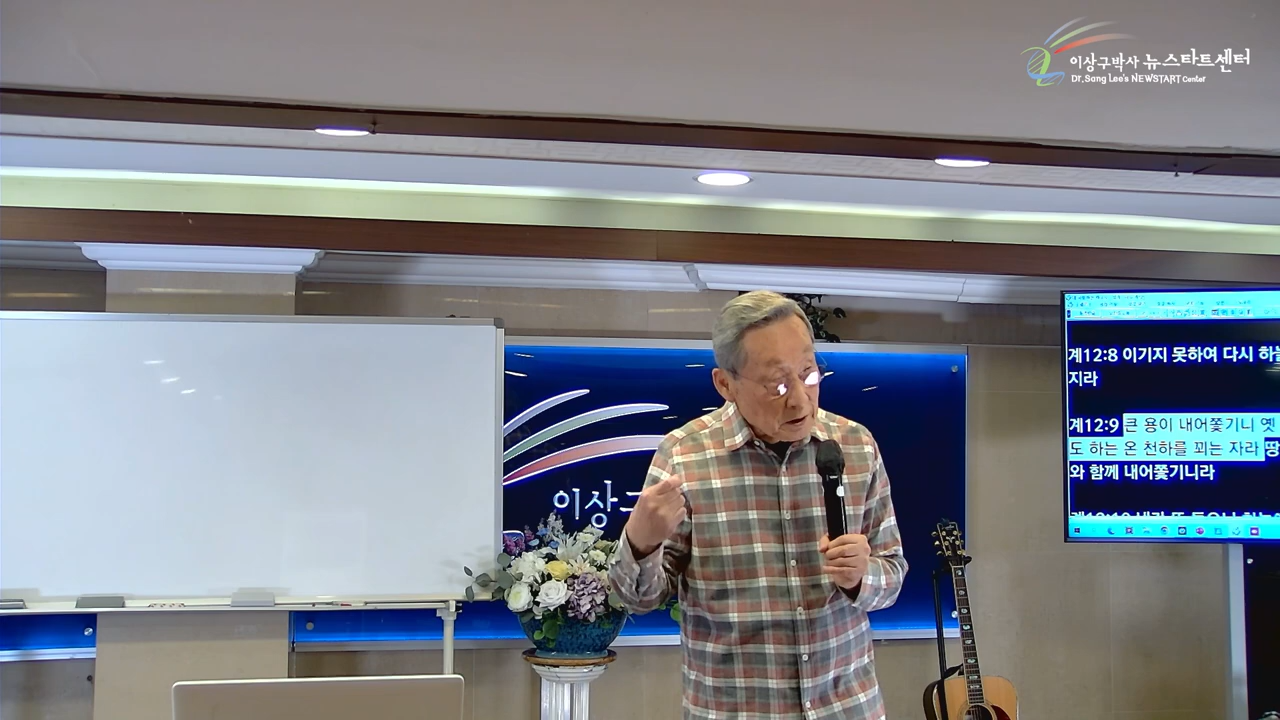 이상구박사 뉴스타트센터
Dr. Sang Lee's NEWSTART Center
계12:8 이기지 못하여 다시 하늘
지라
계12:9 큰 용이 내어쫓기니 옛
도 하는 온 천하를 꾀는 자라 땅
와 함께 내어쫓기니라
이상구